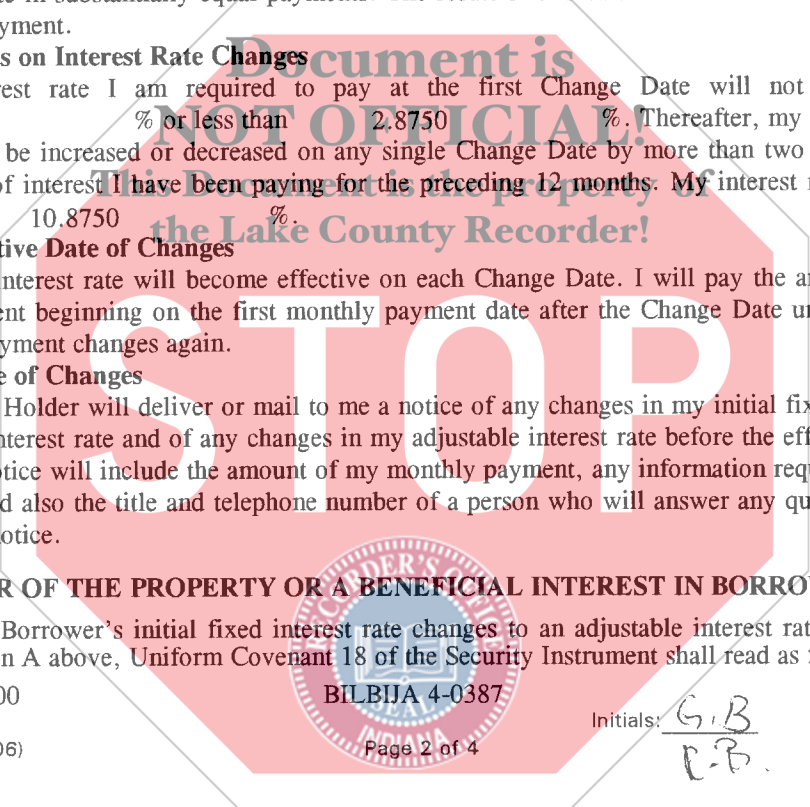 yment.
s on Interest Rate Changes
rest rate I am required to pay at the first Change Date will not
% or less than 2.8750 %. Thereafter, my
be increased or decreased on any single Change Date by more than two
of interest I have been paying for the preceding 12 months. My interest
10.8750 %.
tive Date of Changes
interest rate will become effective on each Change Date. I will pay the
ent beginning on the first monthly payment date after the Change Date
yment changes again.
e of Changes
Holder will deliver or mail to me a notice of any changes in my initial
nterest rate and of any changes in my adjustable interest rate before the
otice will include the amount of my monthly payment, any information
d also the title and telephone number of a person who will answer any
otice.
R OF THE PROPERTY OR A BENEFICIAL INTEREST IN BORRO
Borrower's initial fixed interest rate changes to an adjustable interest
n A above, Uniform Covenant 18 of the Security Instrument shall read as
00 BILBIJA 4-0387
Initials: G.B
06) Page 2 of 4
Document is
NOT OFFICIAL!
This Document is the property of
the Lake County Recorder!
STOP
RECORDER'S OFFICE
SEAL
INDIANA